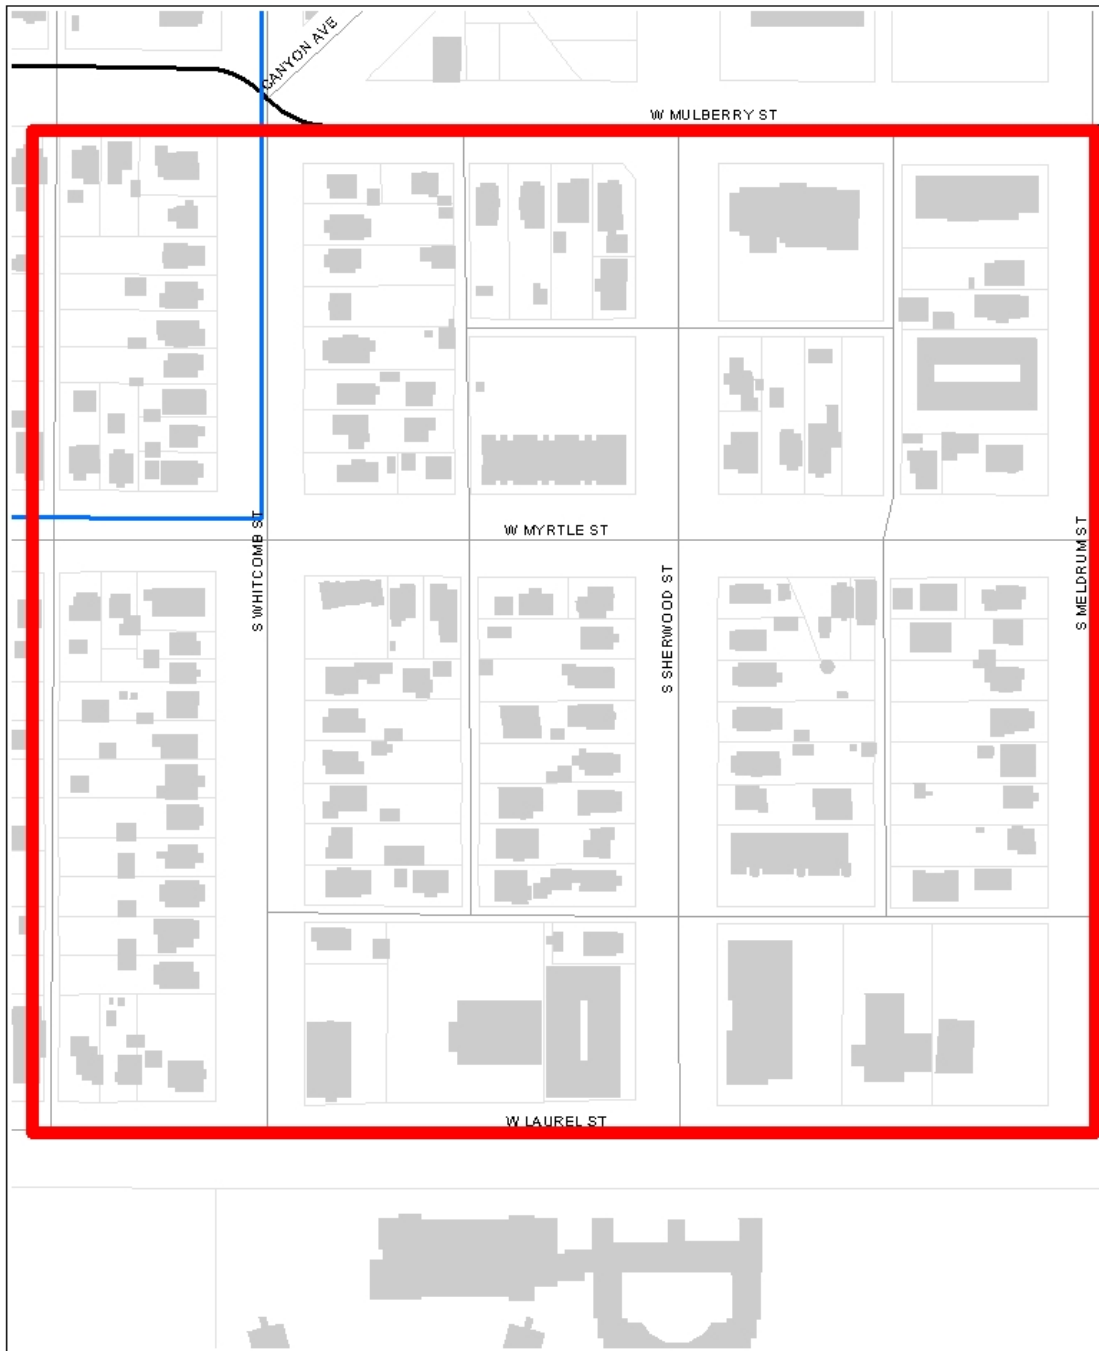 CANYON AVE
W MULBERRY ST
W MYRTLE ST
S WHITCOMB ST
S SHERWOOD ST
S MELDRUM ST
W LAUREL ST